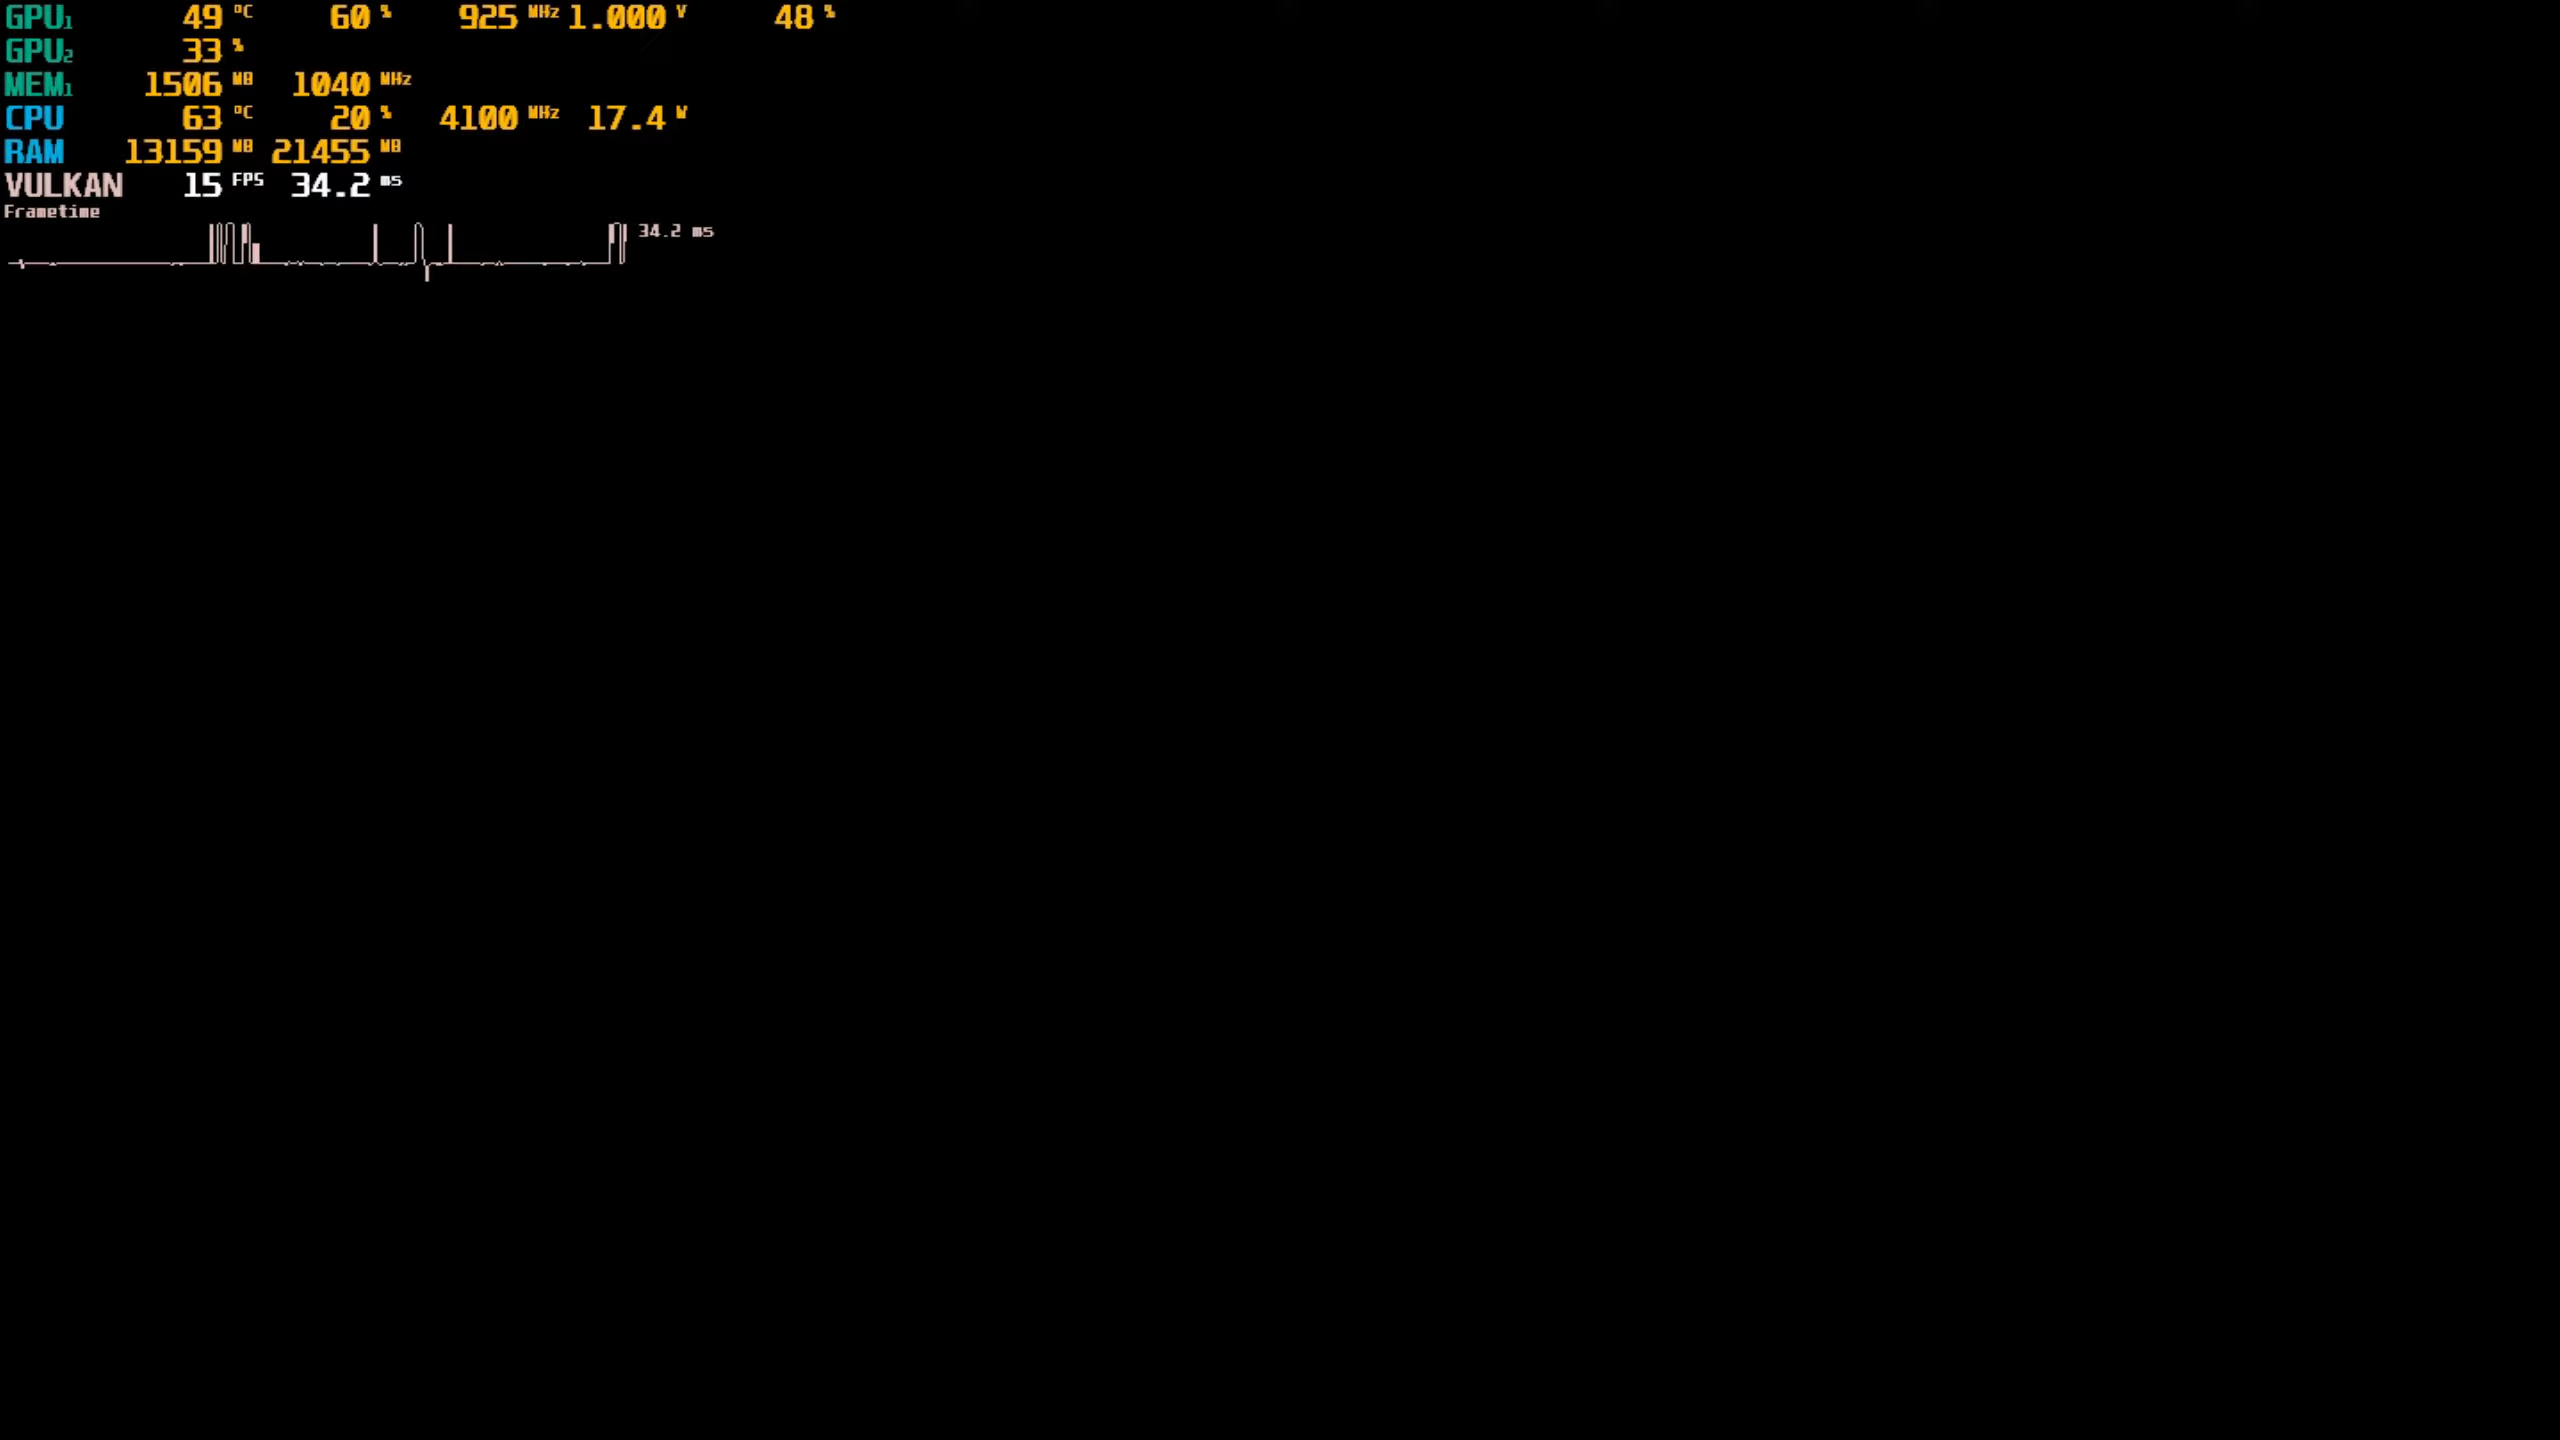 GPU1 49 °C 60 % 925 MHz 1.000 V 48 %
GPU2 33 %
MEM1 1506 MB 1040 MHz
CPU 63 °C 20 % 4100 MHz 17.4 W
RAM 13159 MB 21455 MB
VULKAN 15 FPS 34.2 ms
Frametime
34.2 ms